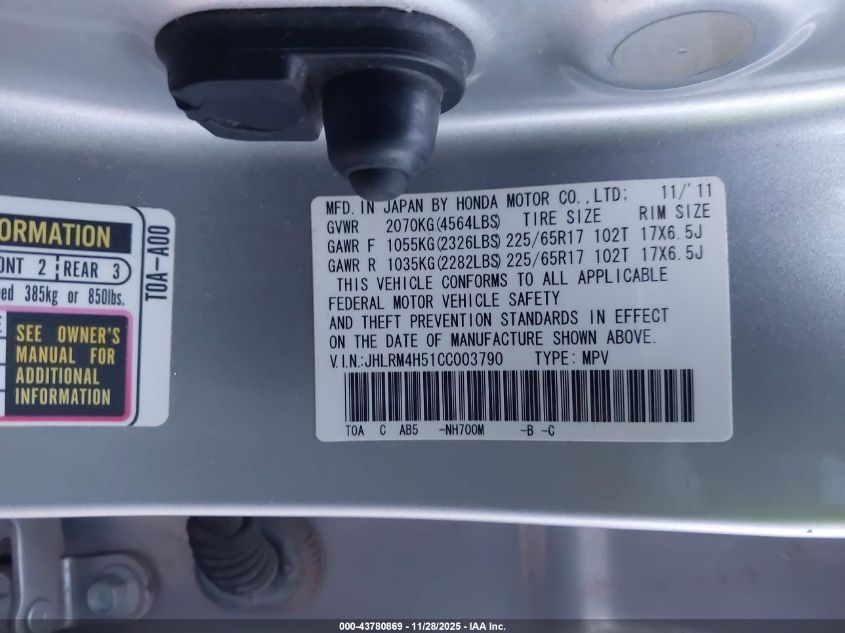 MFD. IN JAPAN BY HONDA MOTOR CO.,LTD; 11/'11
GVWR 2070KG(4564LBS) TIRE SIZE RIM SIZE
GAWR F 1055KG(2326LBS) 225/65R17 102T 17X6.5J
GAWR R 1035KG(2282LBS) 225/65R17 102T 17X6.5J
THIS VEHICLE CONFORMS TO ALL APPLICABLE
FEDERAL MOTOR VEHICLE SAFETY
AND THEFT PREVENTION STANDARDS IN EFFECT
ON THE DATE OF MANUFACTURE SHOWN ABOVE.
V.I.N.:JHLRM4H51CC003790 TYPE: MPV
T0A C AB5 -NH700M -B -C
ORMATION
ONT 2 REAR 3
ed 385kg or 850lbs.
SEE OWNER'S
MANUAL FOR
ADDITIONAL
INFORMATION
T0A-A00
000-43780869 - 11/28/2025 - IAA Inc.